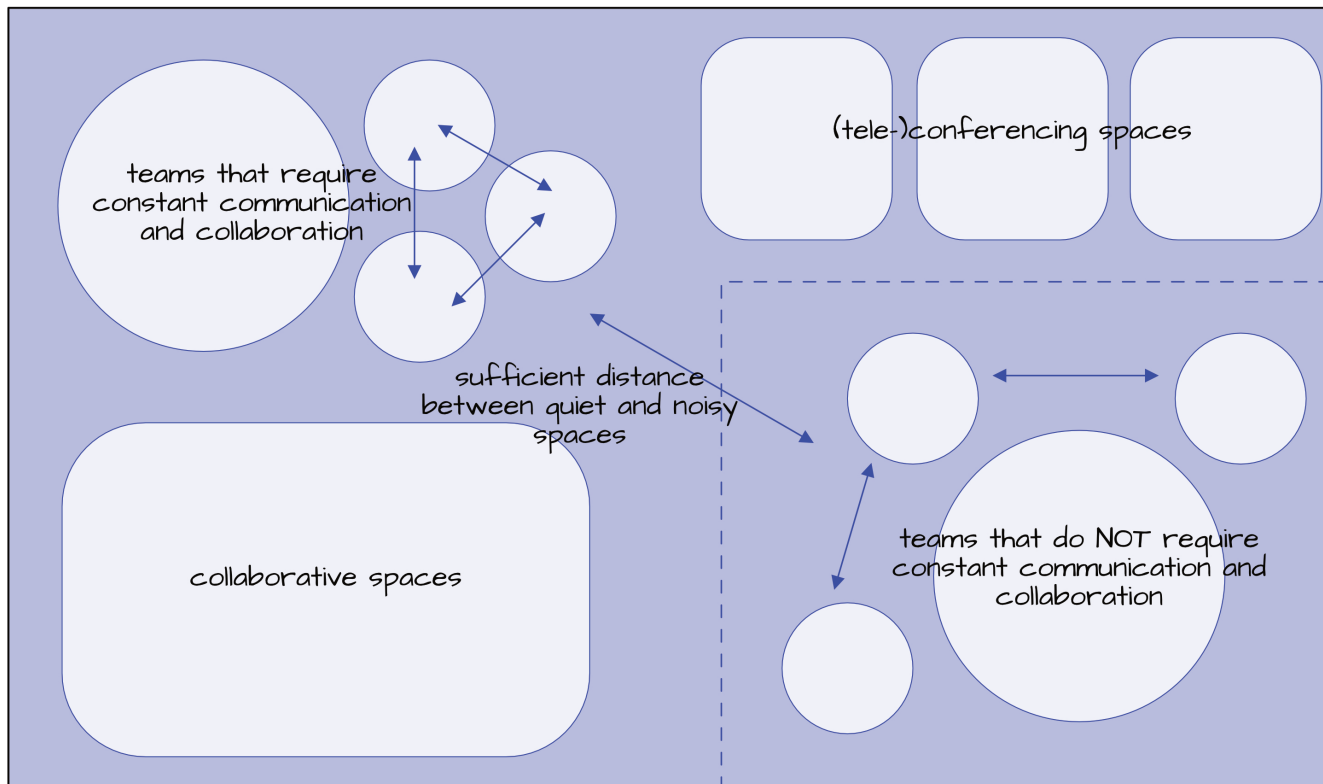 teams that require
constant communication
and collaboration
(tele-)conferencing spaces
sufficient distance
between quiet and noisy
spaces
collaborative spaces
teams that do NOT require
constant communication and
collaboration